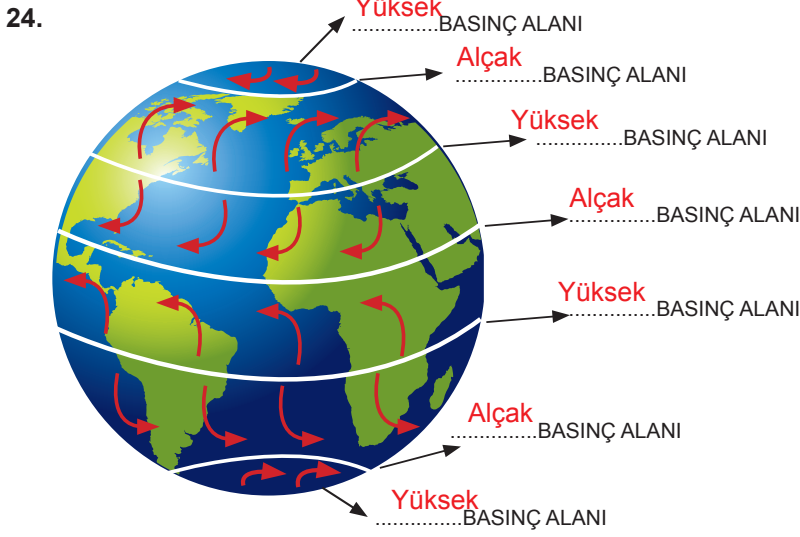 24.
Yüksek
...............BASINÇ ALANI
Alçak
...............BASINÇ ALANI
Yüksek
...............BASINÇ ALANI
Alçak
...............BASINÇ ALANI
Yüksek
...............BASINÇ ALANI
Alçak
...............BASINÇ ALANI
Yüksek
...............BASINÇ ALANI